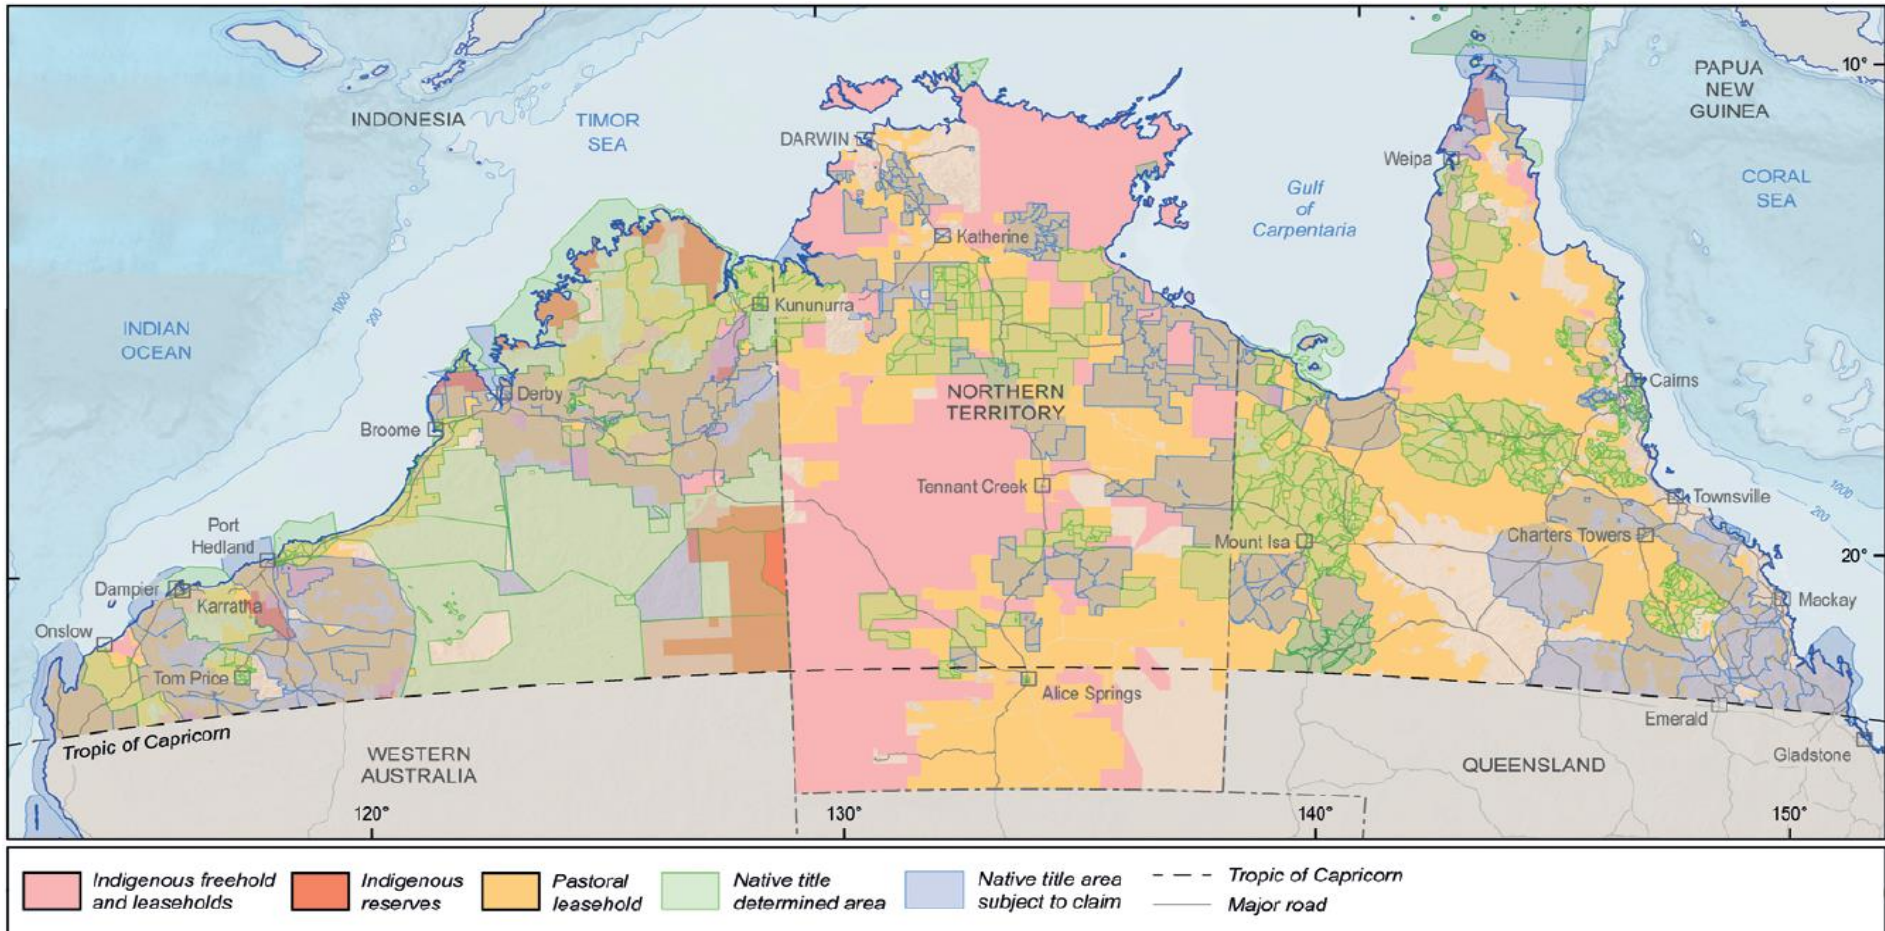 10°
PAPUA
NEW
GUINEA
INDONESIA
TIMOR
SEA
DARWIN
Weipa
CORAL
SEA
Gulf
of
Carpentaria
Katherine
1000
200
Kununurra
INDIAN
OCEAN
Derby
NORTHERN
TERRITORY
Cairns
Broome
Tennant Creek
1000
200
Townsville
Port
Hedland
Mount Isa
Charters Towers
20°
Dampier
Karratha
Mackay
Onslow
Tom Price
Alice Springs
Emerald
Tropic of Capricorn
WESTERN
AUSTRALIA
QUEENSLAND
Gladstone
120°
130°
140°
150°
Indigenous freehold
and leaseholds
Indigenous
reserves
Pastoral
leasehold
Native title
determined area
Native title area
subject to claim
Tropic of Capricorn
Major road